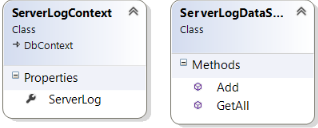 ServerLogContext
Class
DbContext
Properties
ServerLog
ServerLogDataS...
Class
Methods
Add
GetAll